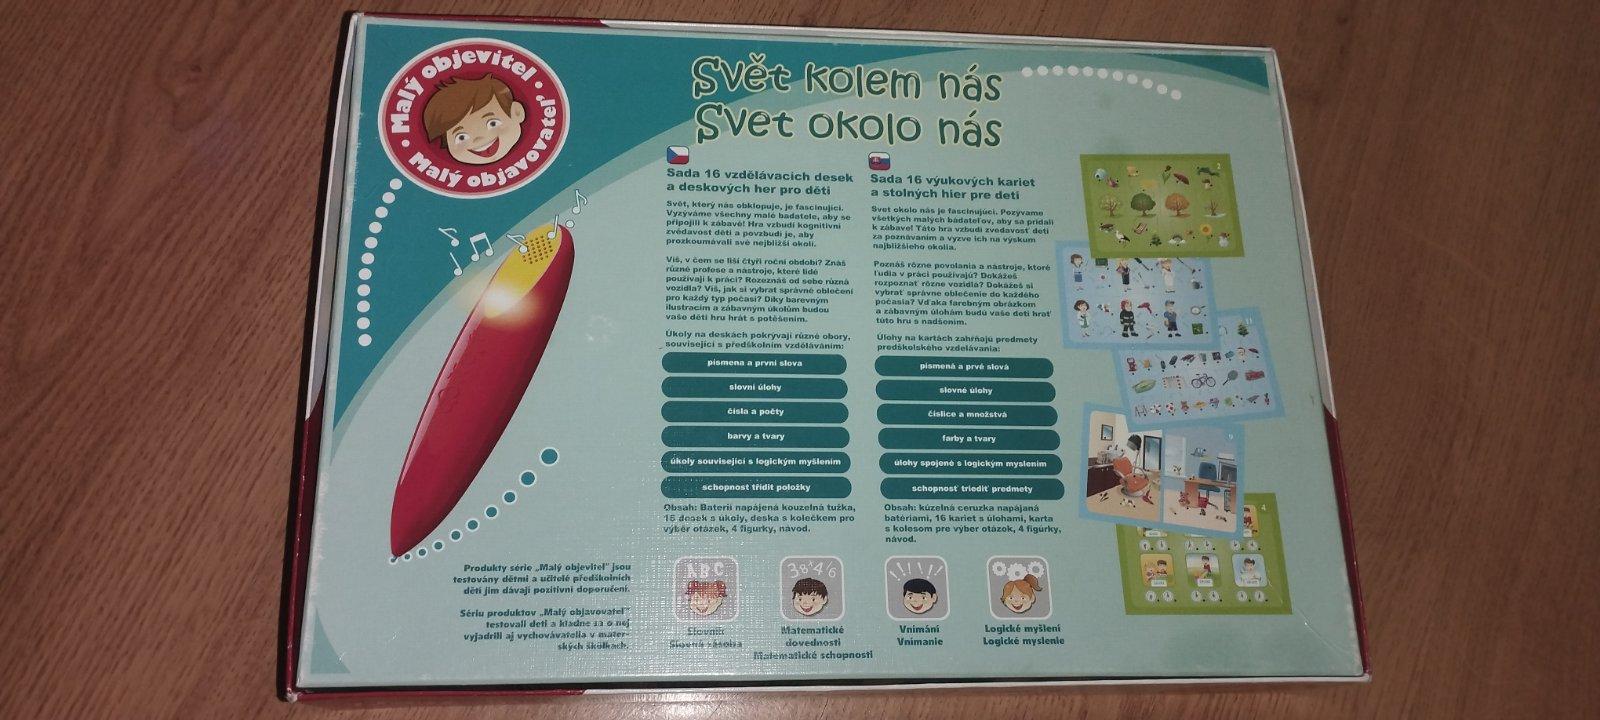 Malý objevitel
Malý objavovateľ
Svět kolem nás
Svet okolo nás
Sada 16 vzdělávacích desek
a deskových her pro děti
Svět, který nás obklopuje, je fascinující.
Vyzýváme všechny malé badatele, aby se
připojili k zábavě! Hra vzbudí kognitivní
zvědavost dětí a povzbudí je, aby
prozkoumávali své nejbližší okolí.
Víš, v čem se liší čtyři roční období? Znáš
různé profese a nástroje, které lidé
používají k práci? Rozeznáš od sebe různá
vozidla? Víš, jak si vybrat správné oblečení
pro každý typ počasí? Díky barevným
ilustracím a zábavným úkolům budou
vaše děti hru hrát s potěšením.
Úkoly na deskách pokrývají různé obory,
související s předškolním vzděláváním:
písmena a první slova
slovní úlohy
čísla a počty
barvy a tvary
úkoly související s logickým myšlením
schopnost třídit položky
Obsah: Baterií napájená kouzelná tužka,
16 desek s úkoly, deska s kolečkem pro
výběr otázek, 4 figurky, návod.
Sada 16 výukových kariet
a stolných hier pre deti
Svet okolo nás je fascinujúci. Pozývame
všetkých malých bádateľov, aby sa pridali
k zábave! Táto hra vzbudí zvedavosť detí
za poznávaním a vyzve ich na výskum
najbližšieho okolia.
Poznáš rôzne povolania a nástroje, ktoré
ľudia v práci používajú? Dokážeš
rozpoznať rôzne vozidlá? Dokážeš si
vybrať správne oblečenie do každého
počasia? Vďaka farebným obrázkom
a zábavným úlohám budú vaše deti hrať
túto hru s nadšením.
Úlohy na kartách zahŕňajú predmety
predškolského vzdelávania:
písmená a prvé slová
slovné úlohy
číslice a množstvá
farby a tvary
úlohy spojené s logickým myslením
schopnosť triediť predmety
Obsah: kúzelná ceruzka napájaná
batériami, 16 kariet s úlohami, karta
s kolesom pre výber otázok, 4 figúrky,
návod.
2
11
9
4
Produkty série „Malý objevitel" jsou
testovány dětmi a učitelé předškolních
dětí jim dávají pozitivní doporučení.
Sériu produktov „Malý objavovateľ"
testovali deti a kladne sa o nej
vyjadrili aj vychovávatelia v mater-
ských škôlkach.
ABC
Slovník
Slovná zásoba
Matematické
dovednosti
Matematické schopnosti
Vnímání
Vnímanie
Logické myšlení
Logické myslenie